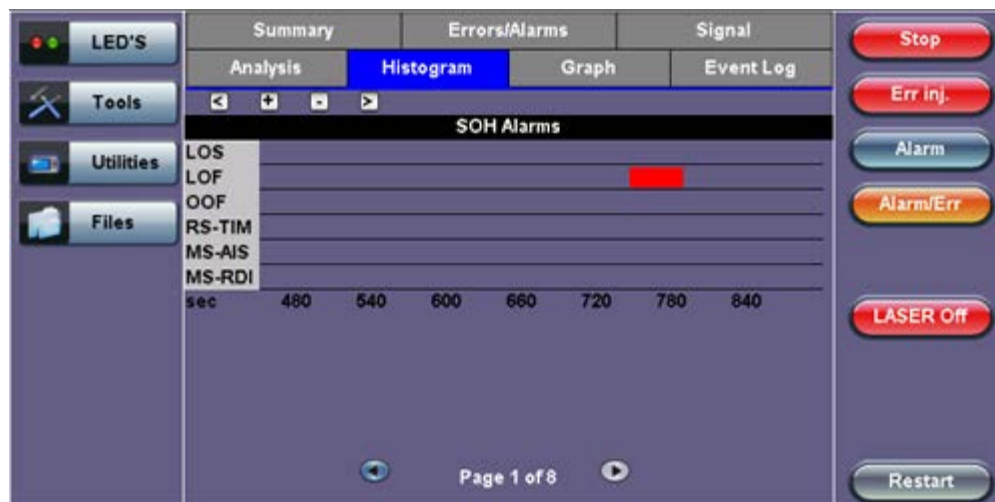 LED'S
Tools
Utilities
Files
Summary Errors/Alarms Signal
Analysis Histogram Graph Event Log
< + - >
SOH Alarms
LOS
LOF
OOF
RS-TIM
MS-AIS
MS-RDI
sec 480 540 600 660 720 780 840
Page 1 of 8
Stop
Err inj.
Alarm
Alarm/Err
LASER Off
Restart